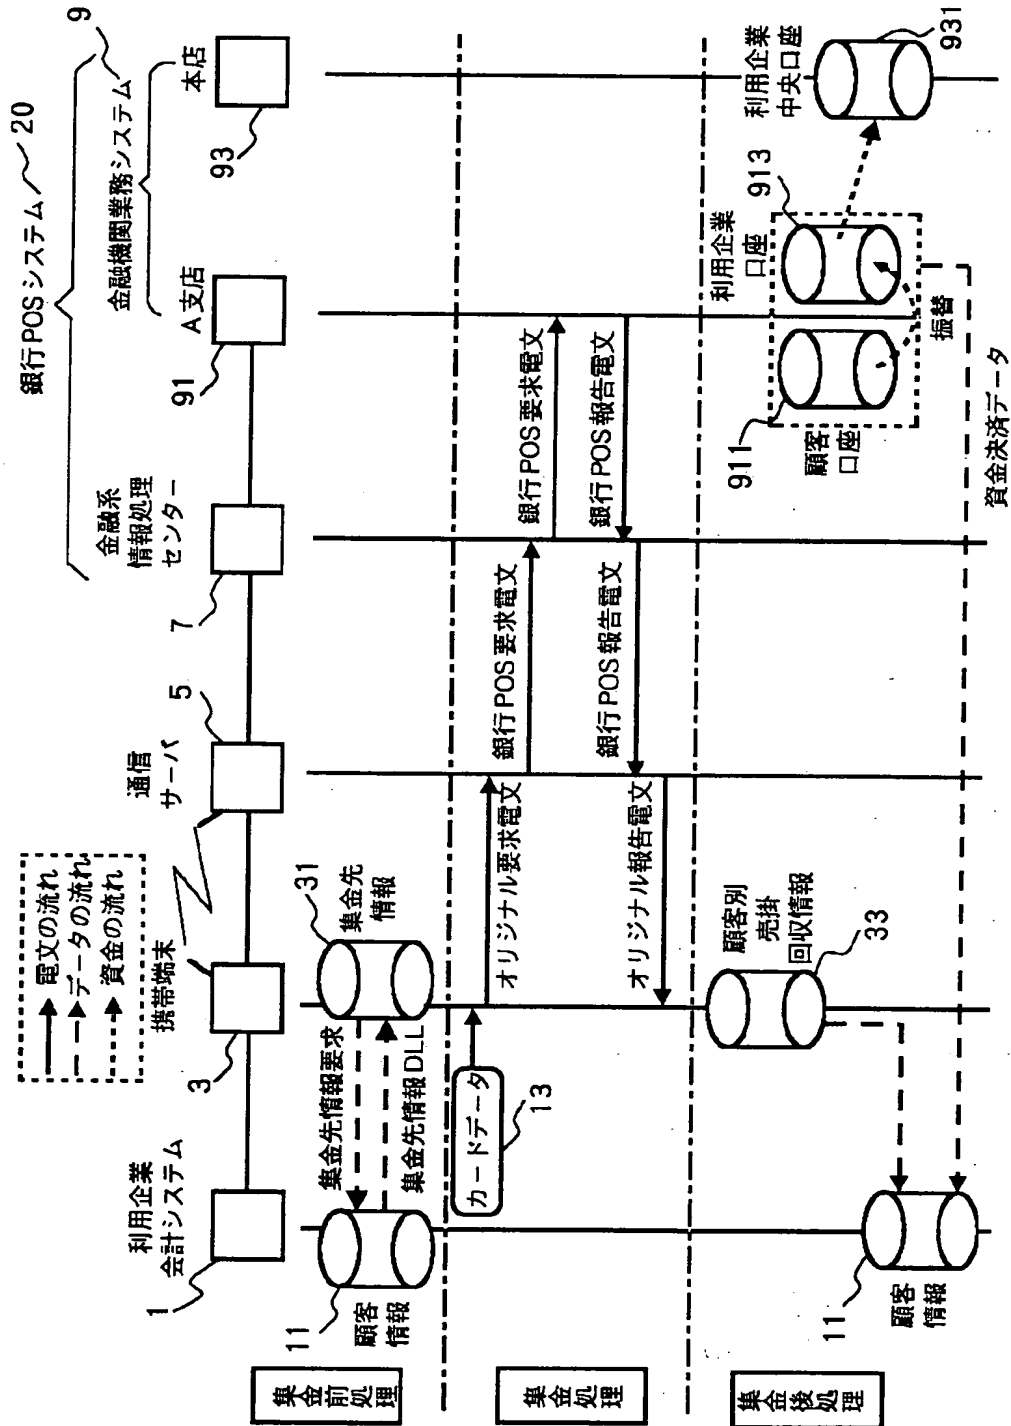 銀行POSシステム 20
金融機関業務システム 9
利用企業
会計システム
1
携帯端末
3
通信
サーバ
5
金融系
情報処理
センター
7
A支店
91
本店
93
電文の流れ
データの流れ
資金の流れ
集金前
処理
顧客
情報
11
集金先情報要求
集金先情報DLL
集金先
情報
31
集金
処理
カードデータ
13
オリジナル要求電文
銀行POS要求電文
銀行POS要求電文
オリジナル報告電文
銀行POS報告電文
銀行POS報告電文
集金後
処理
顧客
情報
11
顧客別
売掛
回収情報
33
顧客
口座
911
利用企業
口座
913
振替
利用企業
中央口座
931
資金決済データ